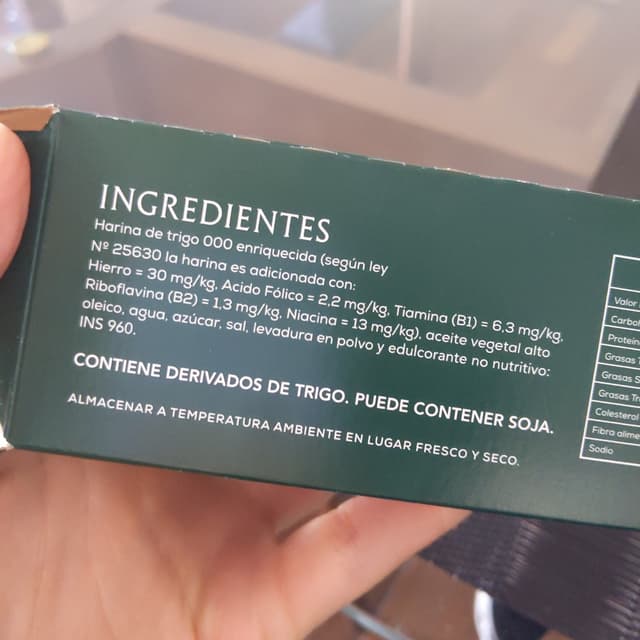 INGREDIENTES
Harina de trigo 000 enriquecida (según ley
Nº 25630 la harina es adicionada con:
Hierro = 30 mg/kg, Acido Fólico = 2,2 mg/kg, Tiamina (B1) = 6,3 mg/kg,
Riboflavina (B2) = 1,3 mg/kg, Niacina = 13 mg/kg), aceite vegetal alto
oleico, agua, azúcar, sal, levadura en polvo y edulcorante no nutritivo:
INS 960.
CONTIENE DERIVADOS DE TRIGO. PUEDE CONTENER SOJA.
ALMACENAR A TEMPERATURA AMBIENTE EN LUGAR FRESCO Y SECO.
Valor
Carboh
Proteín
Grasas
Grasas
Grasas Tr
Colesterol
Fibra alime
Sodio